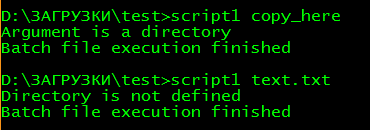 D:\ЗАГРУЗКИ\test>script1 copy_here
Argument is a directory
Batch file execution finished
D:\ЗАГРУЗКИ\test>script1 text.txt
Directory is not defined
Batch file execution finished